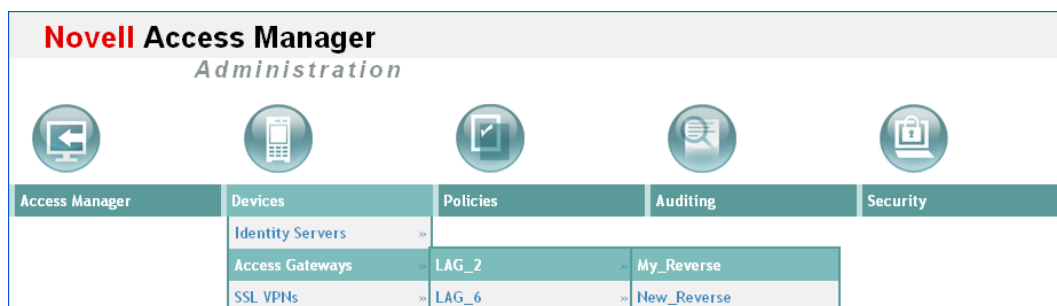 Novell Access Manager
Administration
Access Manager Devices Policies Auditing Security
Identity Servers »
Access Gateways » LAG_2 » My_Reverse
SSL VPNs » LAG_6 » New_Reverse